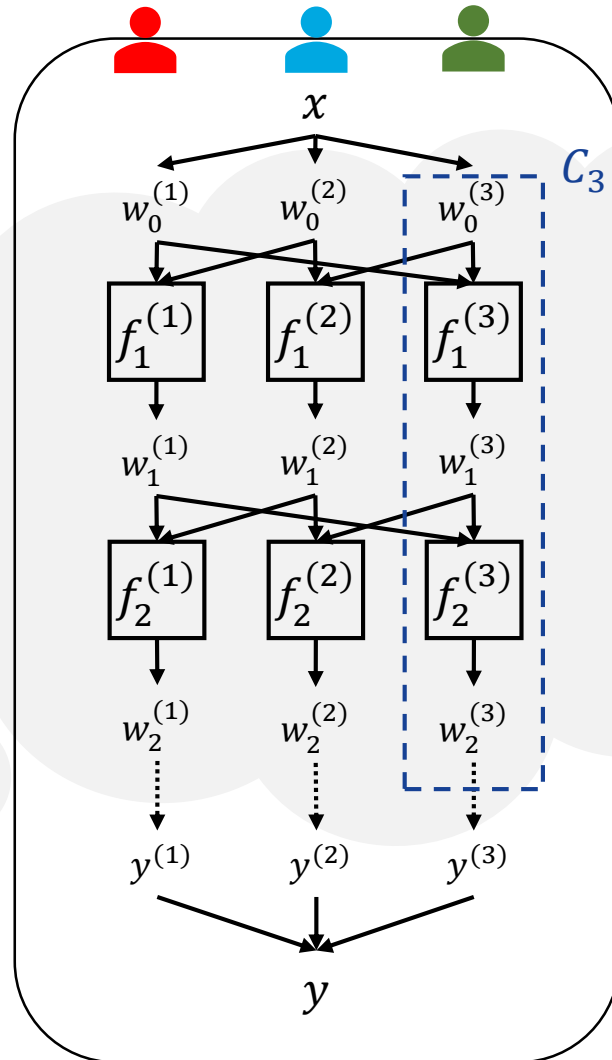 x
C_3
w_0^(1) w_0^(2) w_0^(3)
f_1^(1) f_1^(2) f_1^(3)
w_1^(1) w_1^(2) w_1^(3)
f_2^(1) f_2^(2) f_2^(3)
w_2^(1) w_2^(2) w_2^(3)
y^(1) y^(2) y^(3)
y